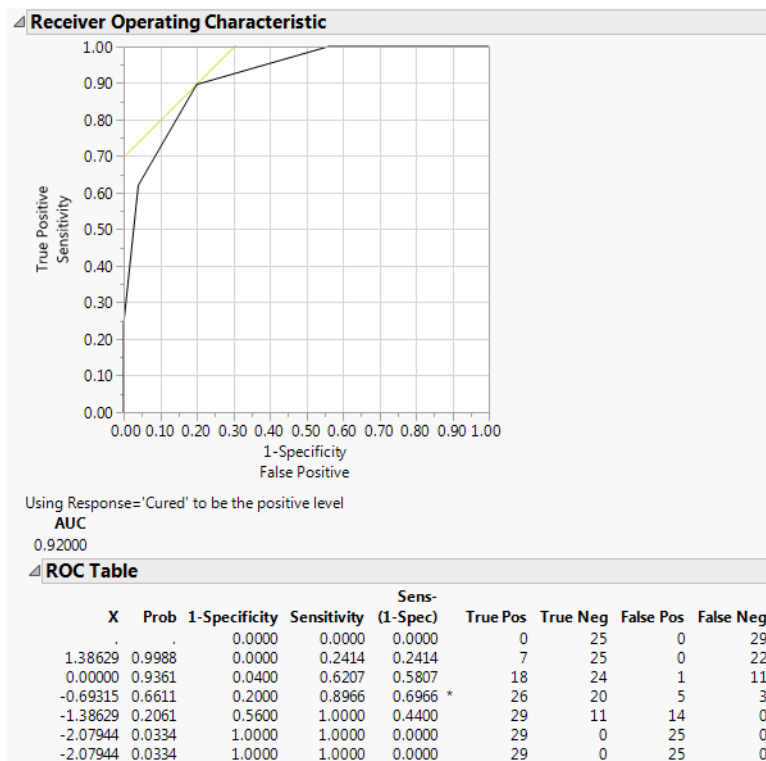 Receiver Operating Characteristic
1.00
0.90
0.80
0.70
0.60
0.50
0.40
0.30
0.20
0.10
0.00
True Positive
Sensitivity
0.00 0.10 0.20 0.30 0.40 0.50 0.60 0.70 0.80 0.90 1.00
1-Specificity
False Positive
Using Response='Cured' to be the positive level
AUC
0.92000
ROC Table
Sens-
X Prob 1-Specificity Sensitivity (1-Spec) True Pos True Neg False Pos False Neg
. . 0.0000 0.0000 0.0000 0 25 0 29
1.38629 0.9988 0.0000 0.2414 0.2414 7 25 0 22
0.00000 0.9361 0.0400 0.6207 0.5807 18 24 1 11
-0.69315 0.6611 0.2000 0.8966 0.6966 * 26 20 5 3
-1.38629 0.2061 0.5600 1.0000 0.4400 29 11 14 0
-2.07944 0.0334 1.0000 1.0000 0.0000 29 0 25 0
-2.07944 0.0334 1.0000 1.0000 0.0000 29 0 25 0